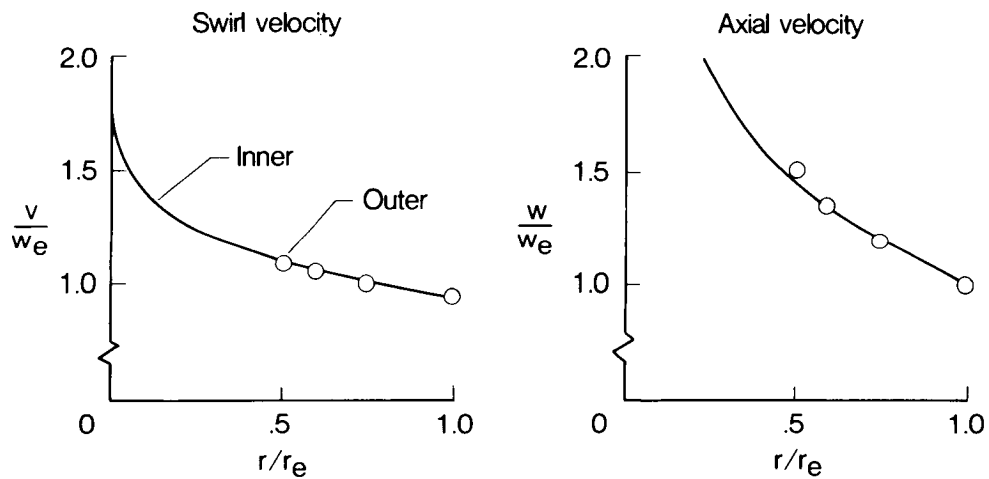 Swirl velocity
2.0
1.5
1.0
0
v
w_e
Inner
Outer
.5
1.0
r/r_e
Axial velocity
2.0
1.5
1.0
0
w
w_e
.5
1.0
r/r_e